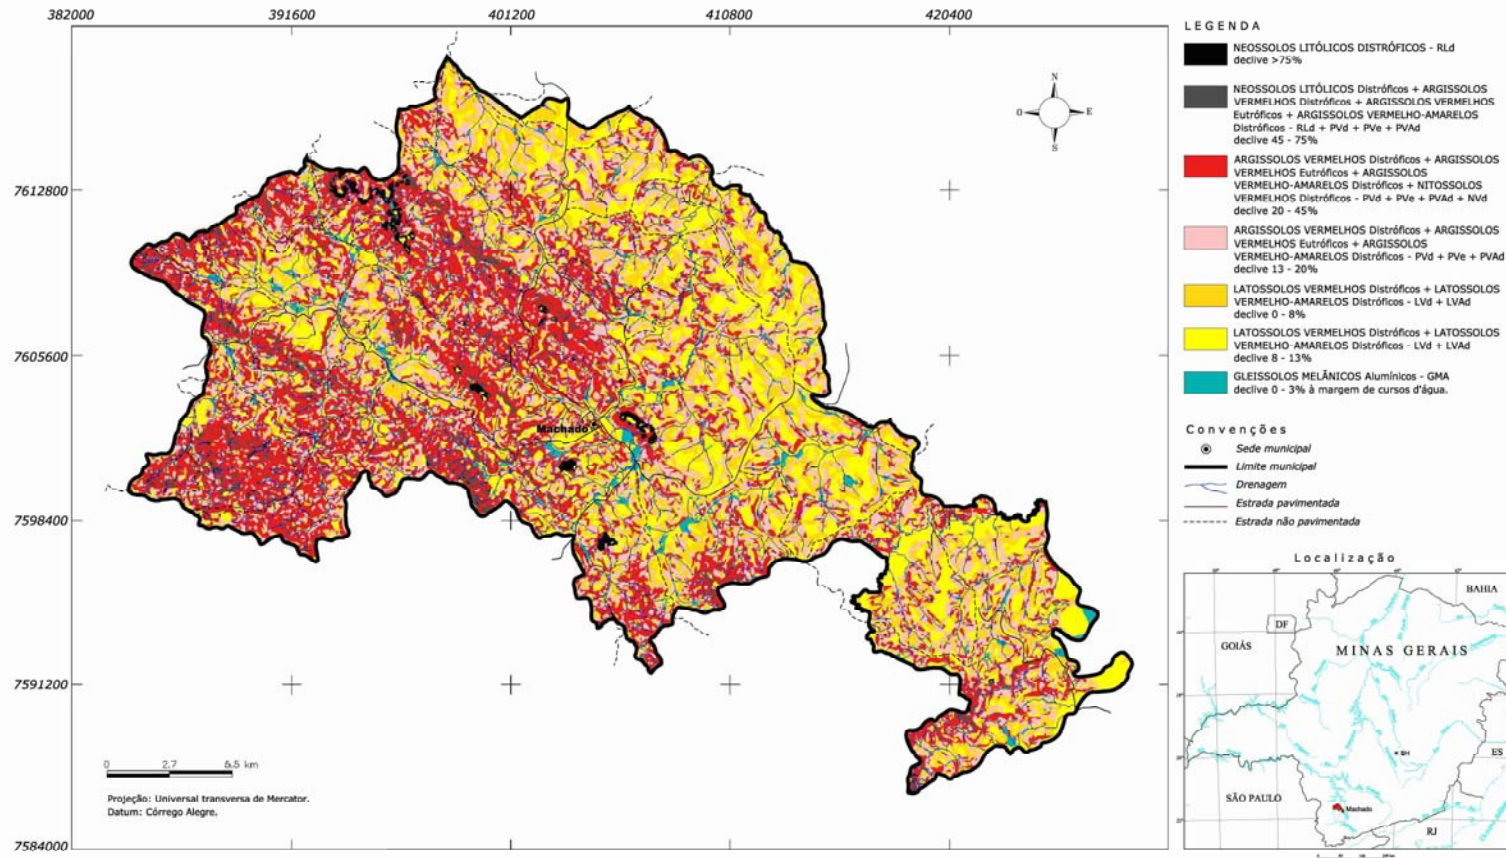 382000
391600
401200
410800
420400
7612800
7605600
7598400
7591200
7584000
N
O
E
S
Machado
0 2.7 5.5 km
Projeção: Universal transversa de Mercator.
Datum: Córrego Alegre.
LEGENDA
NEOSSOLOS LITÓLICOS DISTRÓFICOS - RLd
declive >75%
NEOSSOLOS LITÓLICOS Distróficos + ARGISSOLOS
VERMELHOS Distróficos + ARGISSOLOS VERMELHOS
Eutróficos + ARGISSOLOS VERMELHO-AMARELOS
Distróficos - RLd + PVd + PVe + PVAd
declive 45 - 75%
ARGISSOLOS VERMELHOS Distróficos + ARGISSOLOS
VERMELHOS Eutróficos + ARGISSOLOS
VERMELHO-AMARELOS Distróficos + NITOSSOLOS
VERMELHOS Distróficos - PVd + PVe + PVAd + NVd
declive 20 - 45%
ARGISSOLOS VERMELHOS Distróficos + ARGISSOLOS
VERMELHOS Eutróficos + ARGISSOLOS
VERMELHO-AMARELOS Distróficos - PVd + PVe + PVAd
declive 13 - 20%
LATOSSOLOS VERMELHOS Distróficos + LATOSSOLOS
VERMELHO-AMARELOS Distróficos - LVd + LVAd
declive 0 - 8%
LATOSSOLOS VERMELHOS Distróficos + LATOSSOLOS
VERMELHO-AMARELOS Distróficos - LVd + LVAd
declive 8 - 13%
GLEISSOLOS MELÂNICOS Alumínicos - GMA
declive 0 - 3% à margem de cursos d'água.
Convenções
Sede municipal
Limite municipal
Drenagem
Estrada pavimentada
Estrada não pavimentada
Localização
BAHIA
DF
GOIÁS
MINAS GERAIS
BH
ES
SÃO PAULO
Machado
RJ